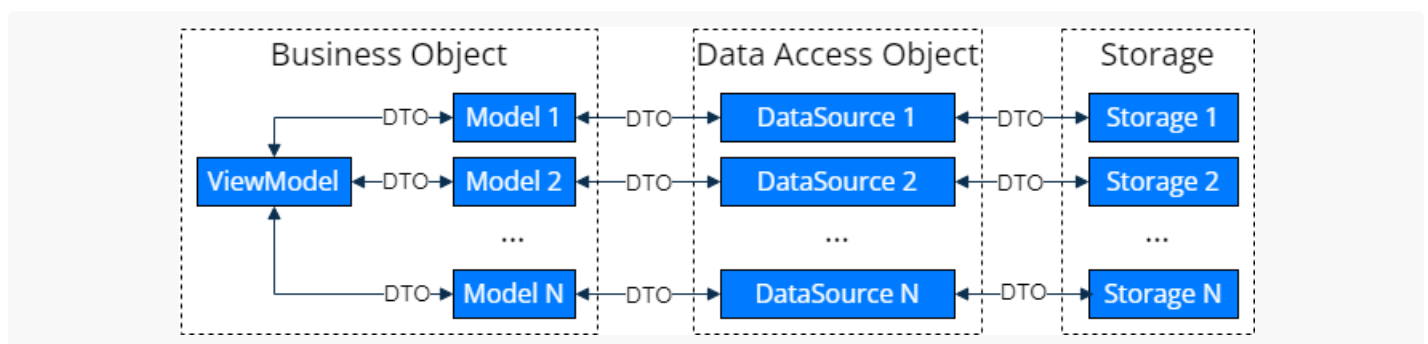 Business Object Data Access Object Storage
DTO Model 1 DTO DataSource 1 DTO Storage 1
ViewModel DTO Model 2 DTO DataSource 2 DTO Storage 2
... ... ...
DTO Model N DTO DataSource N DTO Storage N